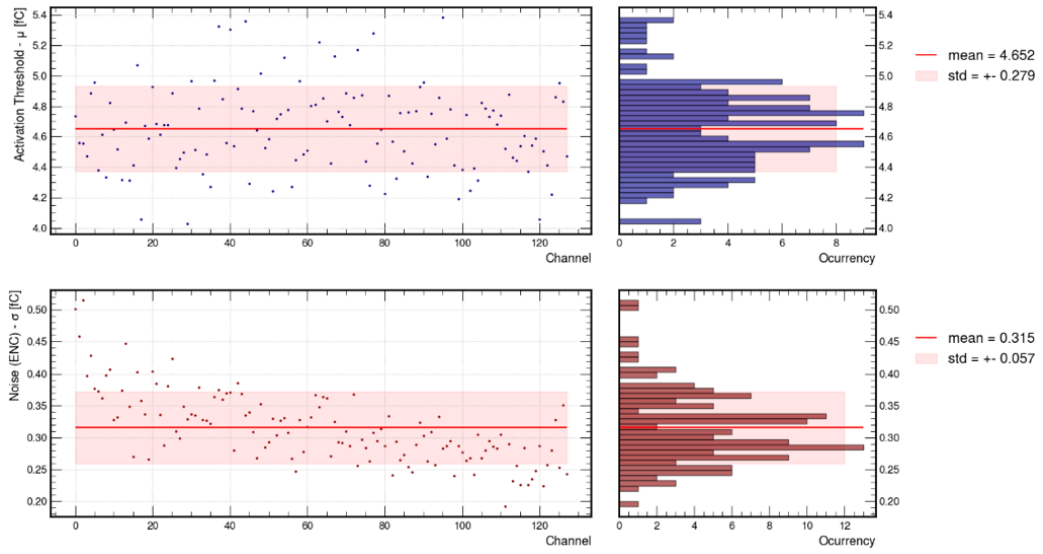 Activation Threshold - μ [fC]
5.4
5.2
5.0
4.8
4.6
4.4
4.2
4.0
0 20 40 60 80 100 120
Channel
0 2 4 6 8
Ocurrency
5.4
5.2
5.0
4.8
4.6
4.4
4.2
4.0
mean = 4.652
std = +- 0.279
Noise (ENC) - σ [fC]
0.50
0.45
0.40
0.35
0.30
0.25
0.20
0 20 40 60 80 100 120
Channel
0 2 4 6 8 10 12
Ocurrency
0.50
0.45
0.40
0.35
0.30
0.25
0.20
mean = 0.315
std = +- 0.057